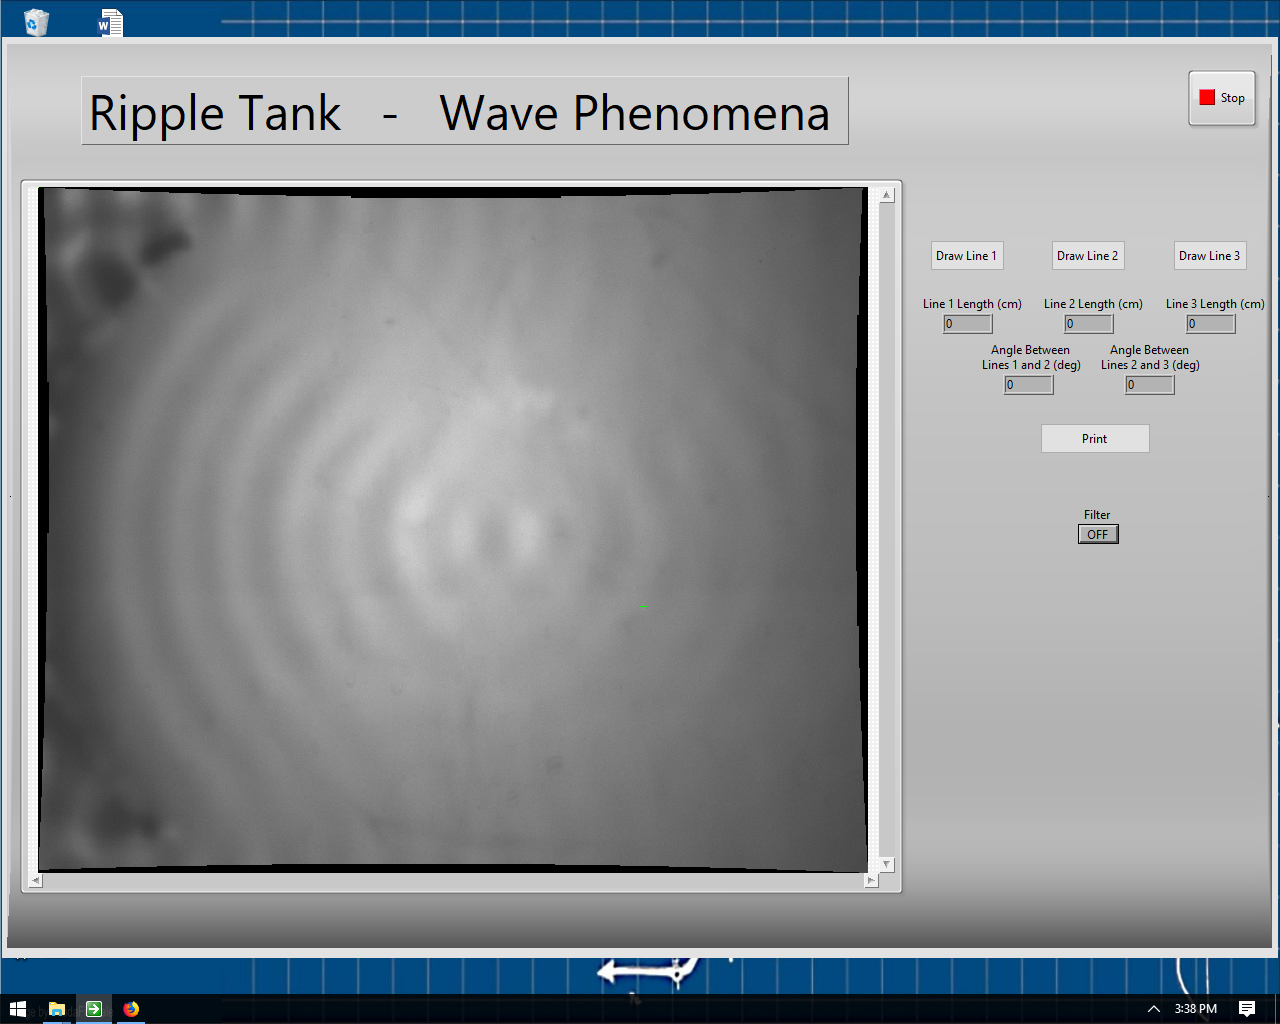 W
Ripple Tank - Wave Phenomena
Stop
Draw Line 1 Draw Line 2 Draw Line 3
Line 1 Length (cm) Line 2 Length (cm) Line 3 Length (cm)
0 0 0
Angle Between Angle Between
Lines 1 and 2 (deg) Lines 2 and 3 (deg)
0 0
Print
Filter
OFF
3:38 PM